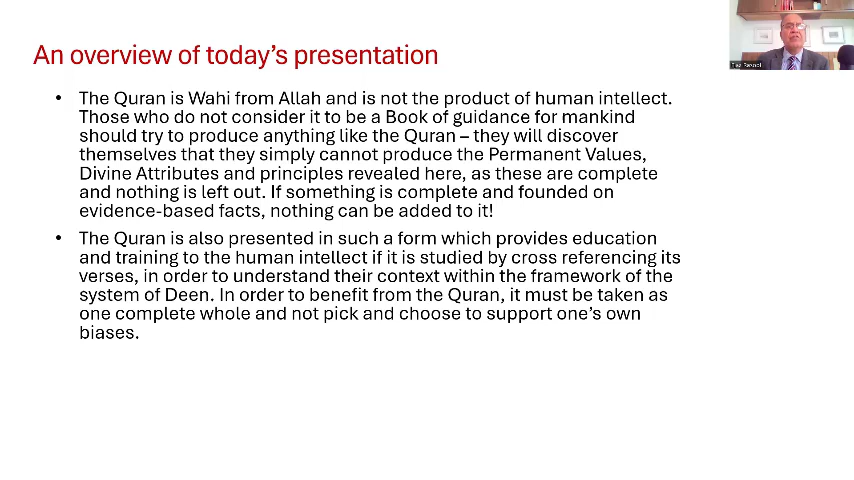 An overview of today's presentation
• The Quran is Wahi from Allah and is not the product of human intellect.
Those who do not consider it to be a Book of guidance for mankind
should try to produce anything like the Quran – they will discover
themselves that they simply cannot produce the Permanent Values,
Divine Attributes and principles revealed here, as these are complete
and nothing is left out. If something is complete and founded on
evidence-based facts, nothing can be added to it!
• The Quran is also presented in such a form which provides education
and training to the human intellect if it is studied by cross referencing its
verses, in order to understand their context within the framework of the
system of Deen. In order to benefit from the Quran, it must be taken as
one complete whole and not pick and choose to support one's own
biases.